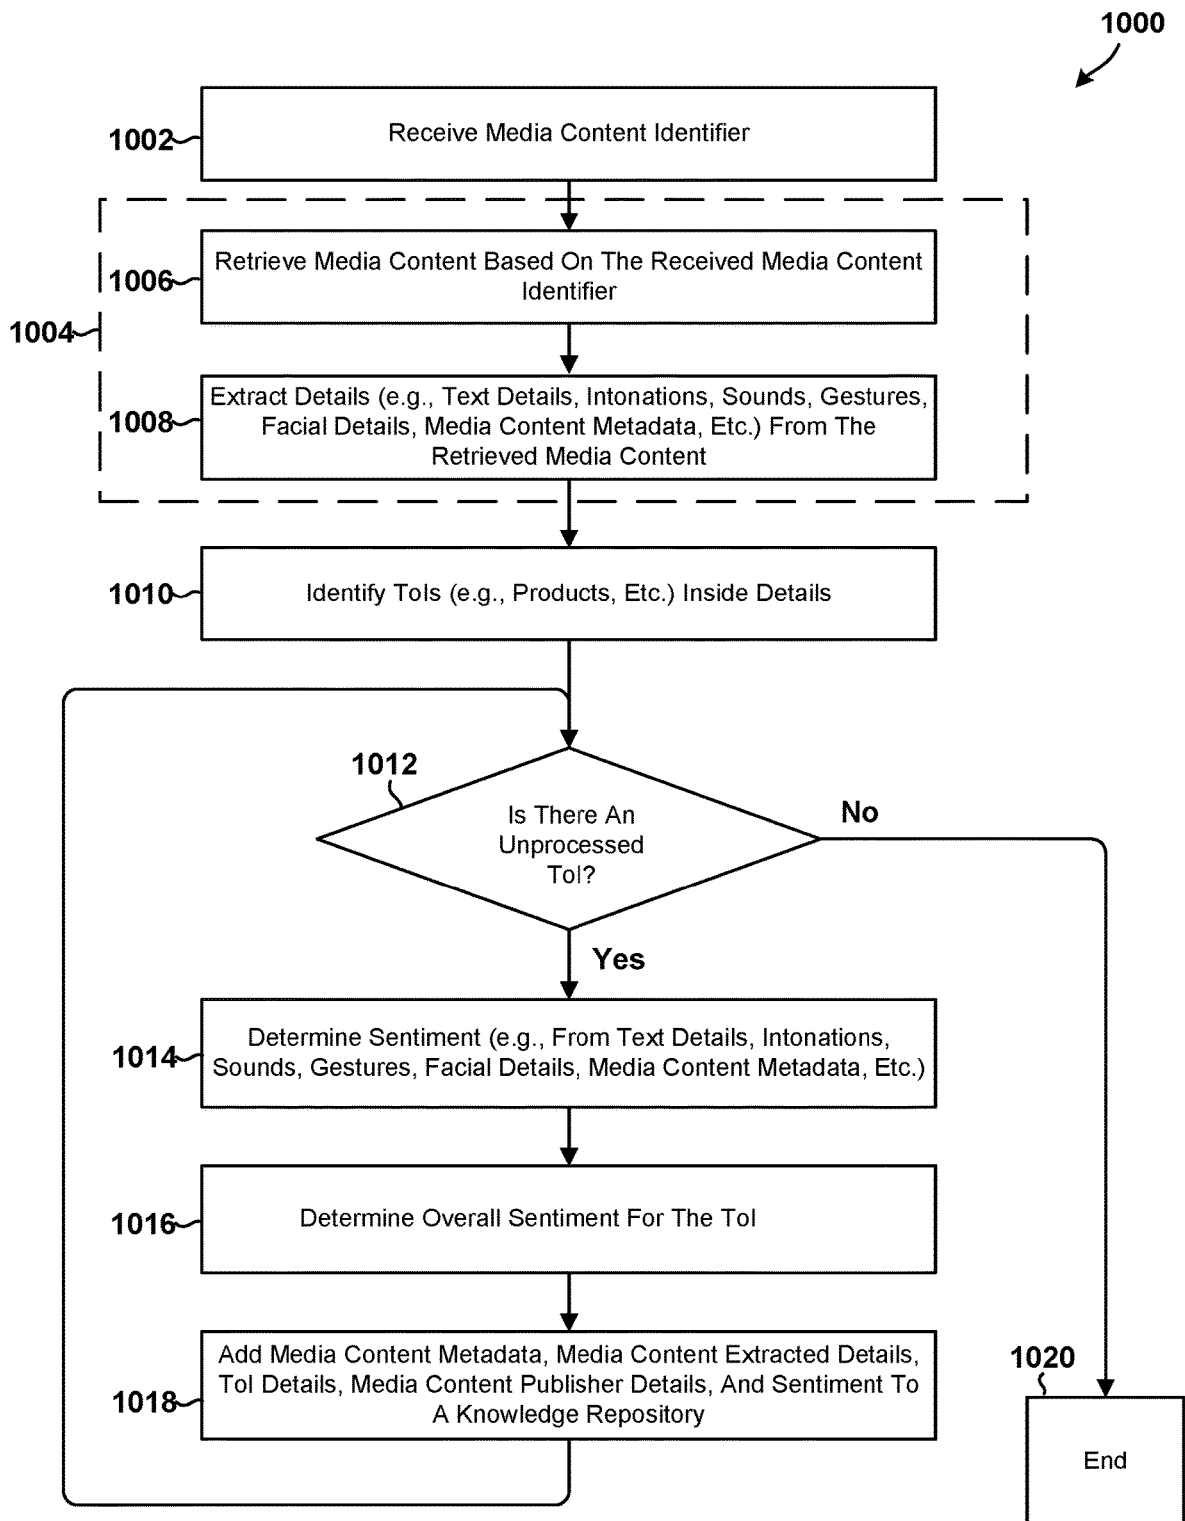 1000
1002
Receive Media Content Identifier
1004
1006
Retrieve Media Content Based On The Received Media Content
Identifier
1008
Extract Details (e.g., Text Details, Intonations, Sounds, Gestures,
Facial Details, Media Content Metadata, Etc.) From The
Retrieved Media Content
1010
Identify ToIs (e.g., Products, Etc.) Inside Details
1012
Is There An
Unprocessed
ToI?
No
Yes
1014
Determine Sentiment (e.g., From Text Details, Intonations,
Sounds, Gestures, Facial Details, Media Content Metadata, Etc.)
1016
Determine Overall Sentiment For The ToI
1018
Add Media Content Metadata, Media Content Extracted Details,
ToI Details, Media Content Publisher Details, And Sentiment To
A Knowledge Repository
1020
End